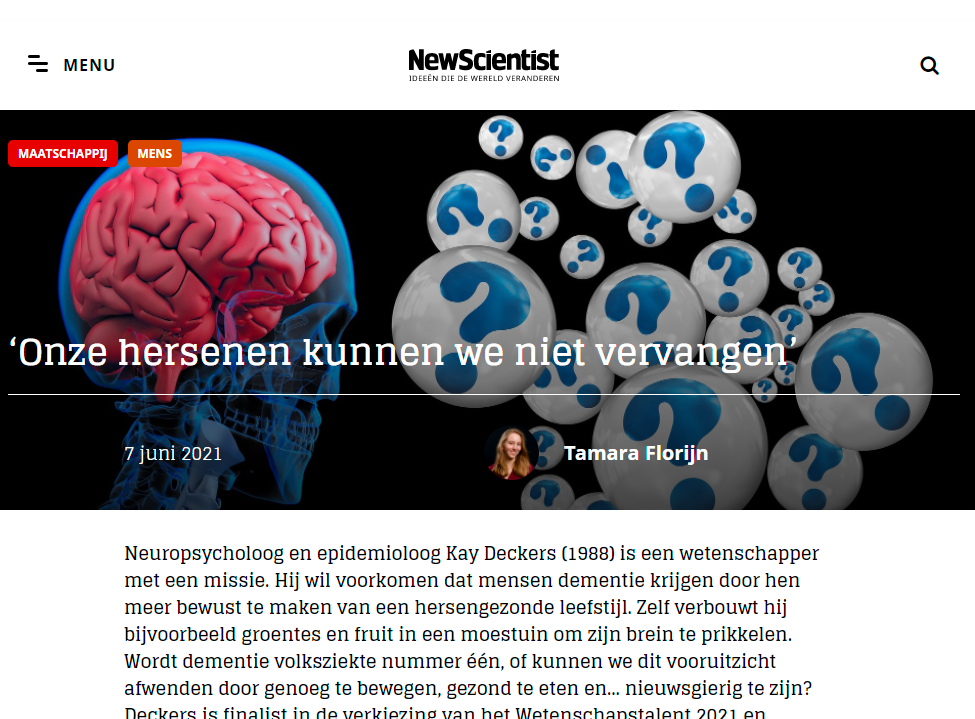 MENU
NewScientist
IDEEËN DIE DE WERELD VERANDEREN
MAATSCHAPPIJ
MENS
‘Onze hersenen kunnen we niet vervangen’
7 juni 2021
Tamara Florijn
Neuropsycholoog en epidemioloog Kay Deckers (1988) is een wetenschapper
met een missie. Hij wil voorkomen dat mensen dementie krijgen door hen
meer bewust te maken van een hersengezonde leefstijl. Zelf verbouwt hij
bijvoorbeeld groentes en fruit in een moestuin om zijn brein te prikkelen.
Wordt dementie volksziekte nummer één, of kunnen we dit vooruitzicht
afwenden door genoeg te bewegen, gezond te eten en… nieuwsgierig te zijn?
Deckers is finalist in de verkiezing van het Wetenschapstalent 2021 en